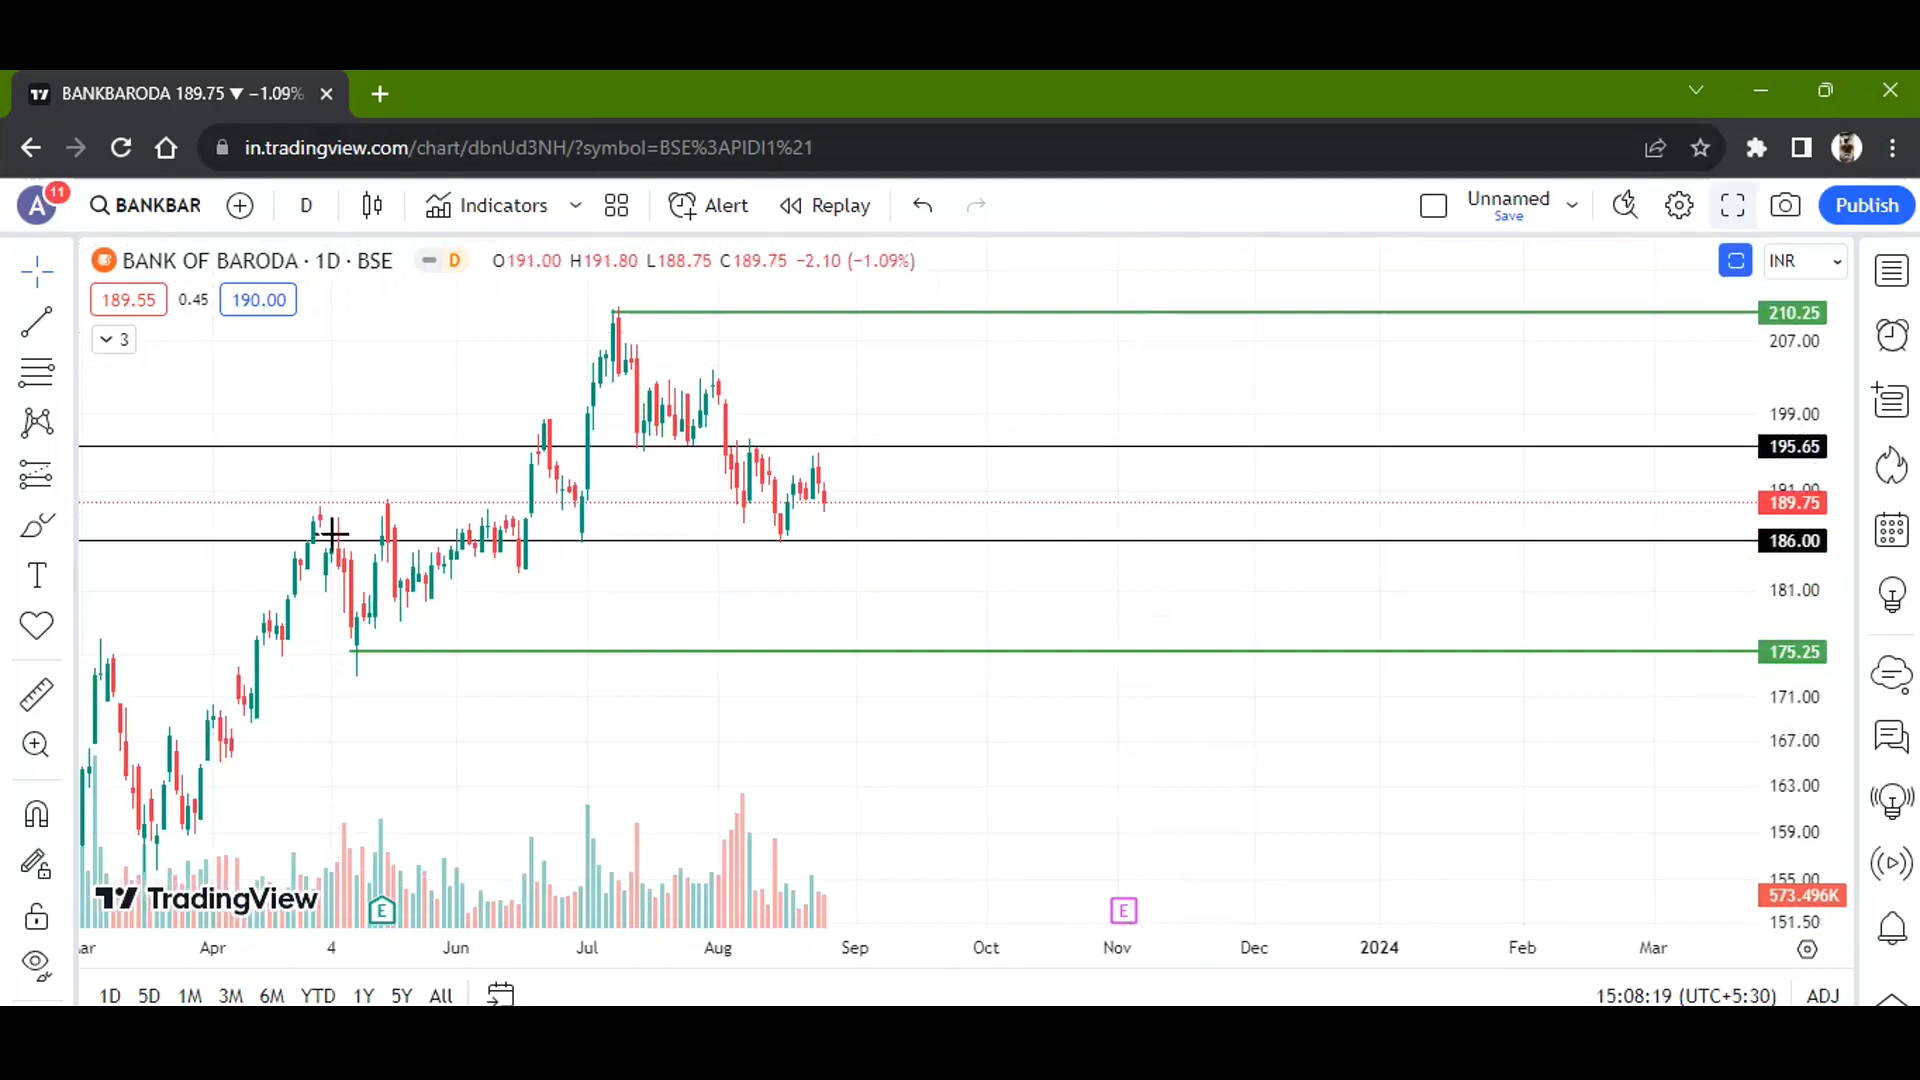 BANKBARODA 189.75 ▼ −1.09%
in.tradingview.com/chart/dbnUd3NH/?symbol=BSE%3APIDI1%21
A 11 BANKBAR D Indicators Alert Replay Unnamed Save Publish
BANK OF BARODA · 1D · BSE D O191.00 H191.80 L188.75 C189.75 −2.10 (−1.09%) INR
189.55 0.45 190.00
3
210.25
207.00
199.00
195.65
191.00
189.75
186.00
181.00
175.25
171.00
167.00
163.00
159.00
155.00
573.496K
151.50
TradingView
E E
Apr 4 Jun Jul Aug Sep Oct Nov Dec 2024 Feb Mar
1D 5D 1M 3M 6M YTD 1Y 5Y All 15:08:19 (UTC+5:30) ADJ